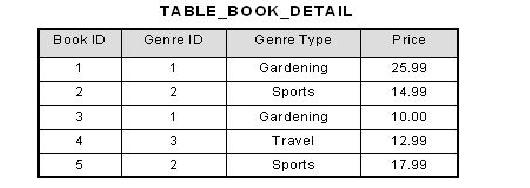 TABLE_BOOK_DETAIL
Book ID Genre ID Genre Type Price
1 1 Gardening 25.99
2 2 Sports 14.99
3 1 Gardening 10.00
4 3 Travel 12.99
5 2 Sports 17.99